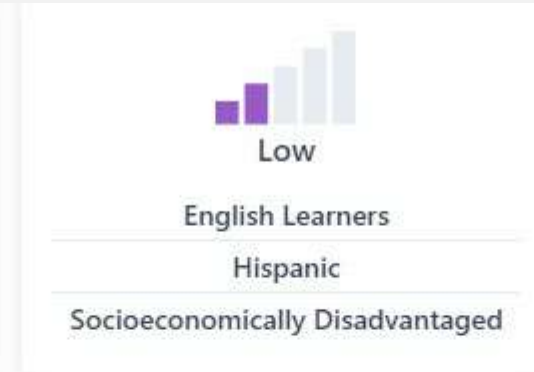 Low
English Learners
Hispanic
Socioeconomically Disadvantaged